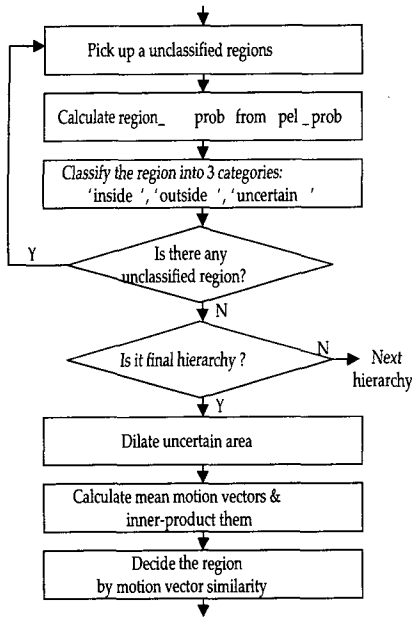 Pick up a unclassified regions
Calculate region_ prob from pel_prob
Classify the region into 3 categories:
'inside ', 'outside ', 'uncertain '
Y
Is there any
unclassified region?
N
Is it final hierarchy ?
N
Next
hierarchy
Y
Dilate uncertain area
Calculate mean motion vectors &
inner-product them
Decide the region
by motion vector similarity